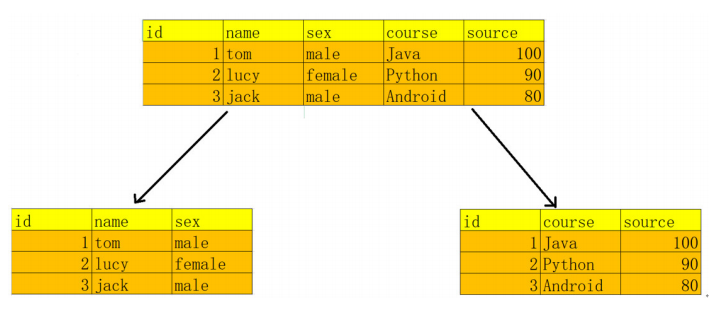 id name sex course source
1 tom male Java 100
2 lucy female Python 90
3 jack male Android 80
id name sex
1 tom male
2 lucy female
3 jack male
id course source
1 Java 100
2 Python 90
3 Android 80